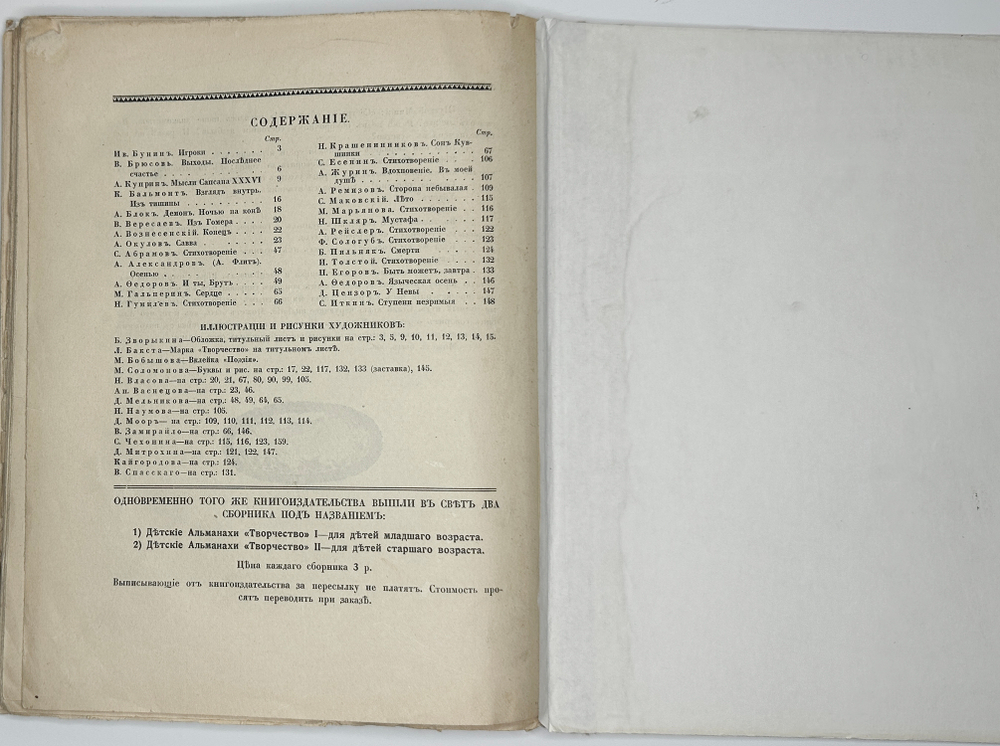 СОДЕРЖАНІЕ.
Стр.
Ив. Бунинъ. Игроки . . . . . . 3
В. Брюсовъ. Выходы. Послѣднее
счастье . . . . . . . . . . 6
А. Купринъ. Мысли Сапсана XXXVI 9
К. Бальмонтъ. Взглядъ внутрь.
Изъ тишины . . . . . . . . 16
А. Блокъ. Демонъ. Ночью на конѣ 18
В. Вересаевъ. Изъ Гомера . . . . 20
А. Вознесенскій. Конецъ . . . . 22
А. Окуловъ. Савва . . . . . . 23
С. Абрамовъ. Стихотвореніе . . . 47
А. Александровъ. (А. Флитъ).
Осенью . . . . . . . . . . 48
А. Ѳедоровъ. И ты, Брутъ . . . . 49
М. Гальперинъ. Сердце . . . . . 65
Н. Гумилевъ. Стихотвореніе . . . 66
Стр.
Н. Крашенинниковъ. Сонъ Кув-
шинки . . . . . . . . . . 67
С. Есенинъ. Стихотвореніе . . . . 106
А. Журинъ. Вдохновеніе. Въ моей
душѣ . . . . . . . . . . 107
А. Ремизовъ. Сторона небывалая . 109
С. Маковскій. Лѣто . . . . . . 115
М. Марьянова. Стихотвореніе . . 116
Н. Шкляръ. Мустафа . . . . . . 117
А. Рейслеръ. Стихотвореніе . . . 122
Ф. Сологубъ. Стихотвореніе . . . 123
Б. Пильнякъ. Смерти . . . . 124
И. Толстой. Стихотвореніе . . . . 132
П. Егоровъ. Быть можетъ, завтра . 133
А. Ѳедоровъ. Языческая осень . . 146
Д. Цензоръ. У Невы . . . . . 147
С. Иткинъ. Ступени незримыя . . 148
ИЛЛЮСТРАЦІИ И РИСУНКИ ХУДОЖНИКОВЪ:
Б. Зворыкина—Обложка, титульный листъ и рисунки на стр.: 3, 5, 9, 10, 11, 12, 13, 14, 15.
Л. Бакста—Марка «Творчество» на титульномъ листѣ.
М. Бобышова—Вклейка «Поэзія».
М. Соломонова—Буквы и рис. на стр.: 17, 22, 117, 132, 133 (заставка), 145.
Н. Власова—на стр.: 20, 21, 67, 80, 90, 99, 105.
Ап. Васнецова—на стр.: 23, 46.
Д. Мельникова—на стр.: 48, 49, 64, 65.
П. Наумова—на стр.: 105.
Д. Мооръ— на стр.: 109, 110, 111, 112, 113, 114.
В. Замирайло—на стр.: 66, 146.
С. Чехонина—на стр.: 115, 116, 123, 159.
Д. Митрохина—на стр.: 121, 122, 147.
Кайгородова—на стр.: 124.
В. Спасскаго—на стр.: 131.
ОДНОВРЕМЕННО ТОГО ЖЕ КНИГОИЗДАТЕЛЬСТВА ВЫШЛИ ВЪ СВѢТЪ ДВА
СБОРНИКА ПОДЪ НАЗВАНІЕМЪ:
1) Дѣтскіе Альманахи «Творчество» I—для дѣтей младшаго возраста.
2) Дѣтскіе Альманахи «Творчество» II—для дѣтей старшаго возраста.
Цѣна каждаго сборника 3 р.
Выписывающіе отъ книгоиздательства за пересылку не платятъ. Стоимость про-
сятъ переводить при заказѣ.